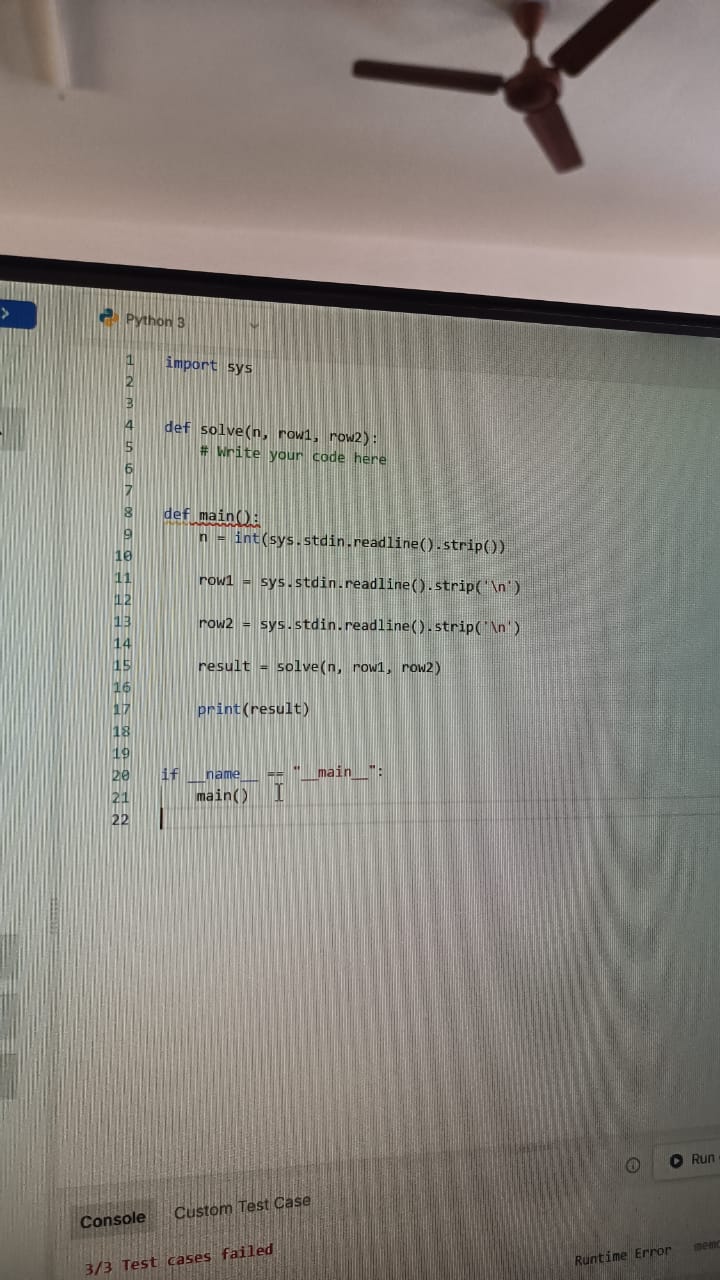 Python 3
1 import sys
2
3
4 def solve(n, row1, row2):
5 # Write your code here
6
7
8 def main():
9 n = int(sys.stdin.readline().strip())
10
11 row1 = sys.stdin.readline().strip('\n')
12
13 row2 = sys.stdin.readline().strip('\n')
14
15 result = solve(n, row1, row2)
16
17 print(result)
18
19
20 if __name__ == "__main__":
21 main()
22
Run
Console Custom Test Case
3/3 Test cases failed
Runtime Error